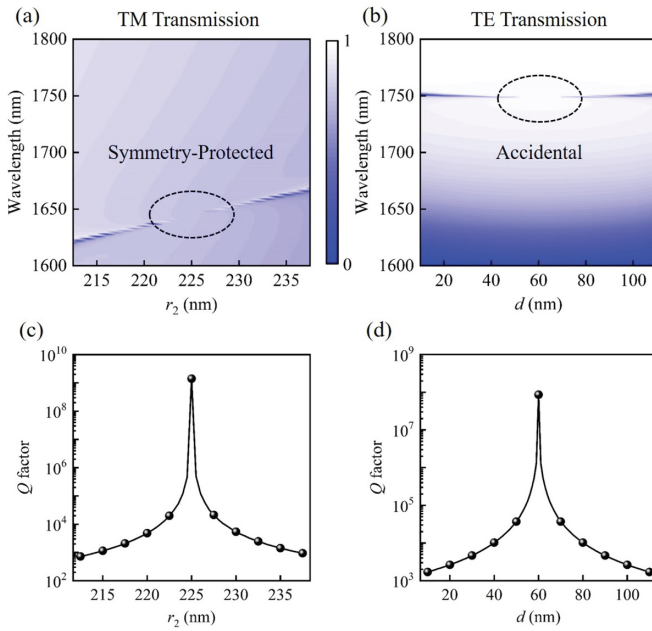 (a) TM Transmission
(b) TE Transmission
Wavelength (nm)
1800
1750
1700
1650
1600
Symmetry-Protected
215 220 225 230 235
r2 (nm)
1
0
Wavelength (nm)
1800
1750
1700
1650
1600
Accidental
20 40 60 80 100
d (nm)
(c)
Q factor
10^10
10^8
10^6
10^4
10^2
215 220 225 230 235
r2 (nm)
(d)
Q factor
10^9
10^7
10^5
10^3
20 40 60 80 100
d (nm)